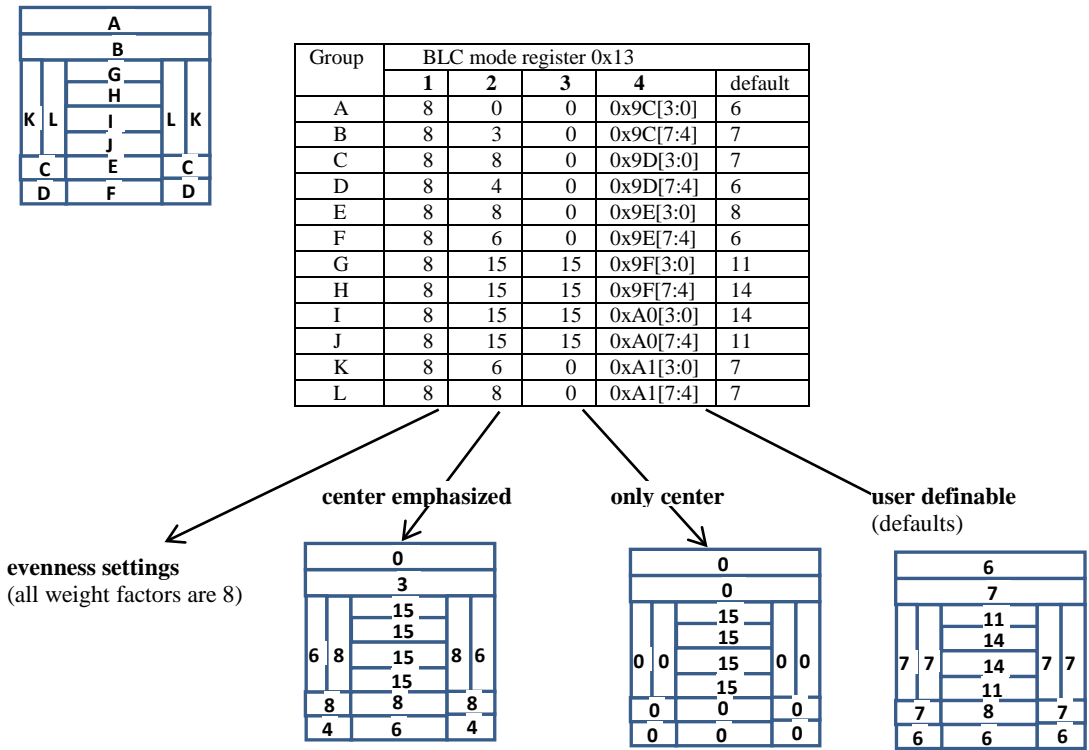 A
B
G
H
K L I L K
J
C E C
D F D
Group BLC mode register 0x13
1 2 3 4 default
A 8 0 0 0x9C[3:0] 6
B 8 3 0 0x9C[7:4] 7
C 8 8 0 0x9D[3:0] 7
D 8 4 0 0x9D[7:4] 6
E 8 8 0 0x9E[3:0] 8
F 8 6 0 0x9E[7:4] 6
G 8 15 15 0x9F[3:0] 11
H 8 15 15 0x9F[7:4] 14
I 8 15 15 0xA0[3:0] 14
J 8 15 15 0xA0[7:4] 11
K 8 6 0 0xA1[3:0] 7
L 8 8 0 0xA1[7:4] 7
evenness settings
(all weight factors are 8)
center emphasized
0
3
15
15
6 8 15 8 6
15
8 8 8
4 6 4
only center
0
0
15
15
0 0 15 0 0
15
0 0 0
0 0 0
user definable
(defaults)
6
7
11
14
7 7 14 7 7
11
7 8 7
6 6 6